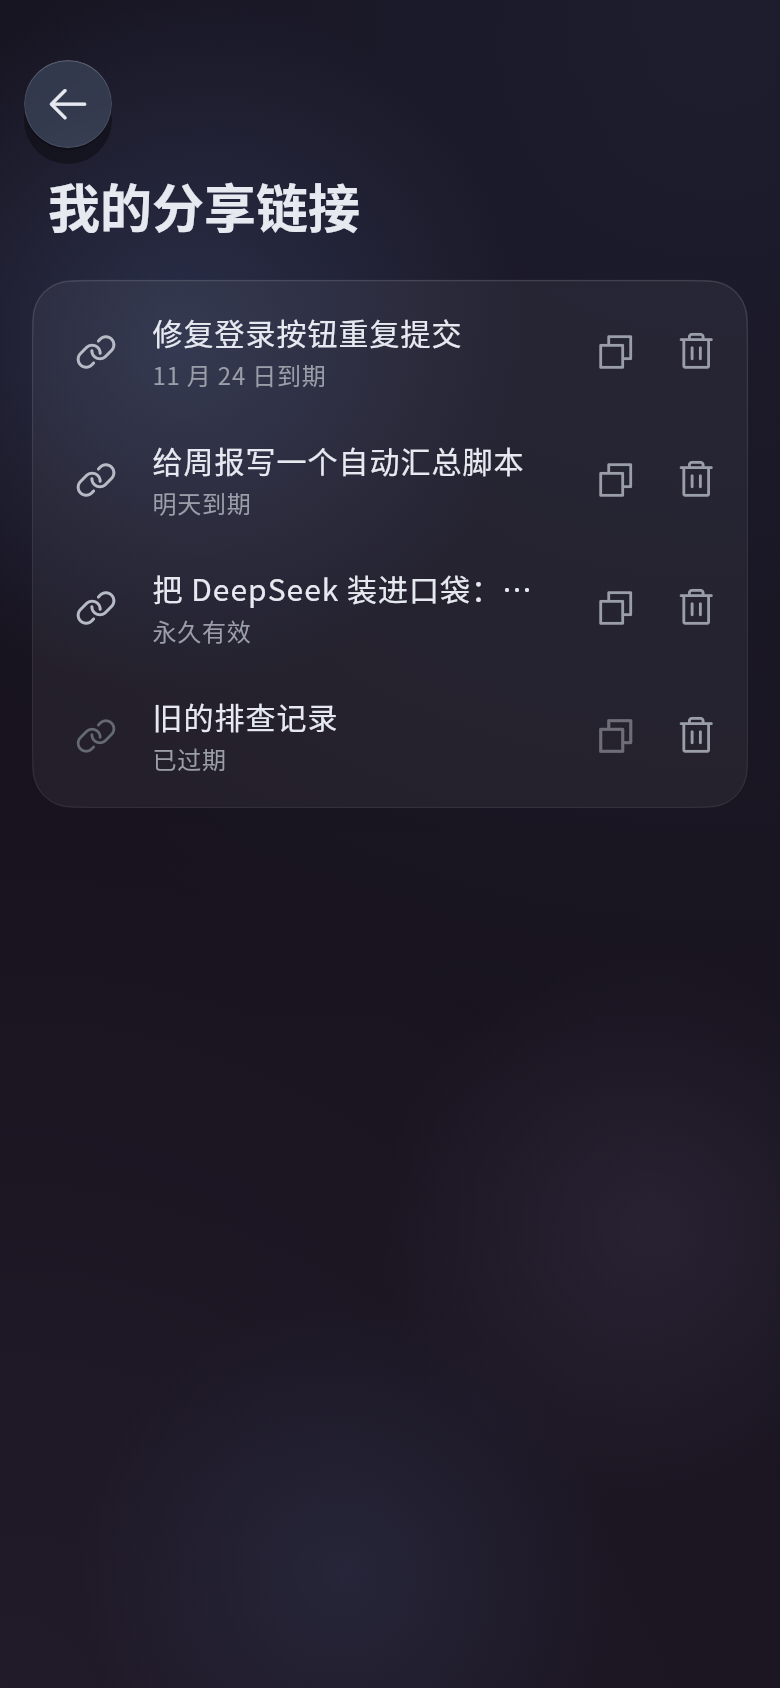 我的分享链接
修复登录按钮重复提交
11 月 24 日到期
给周报写一个自动汇总脚本
明天到期
把 DeepSeek 装进口袋：…
永久有效
旧的排查记录
已过期